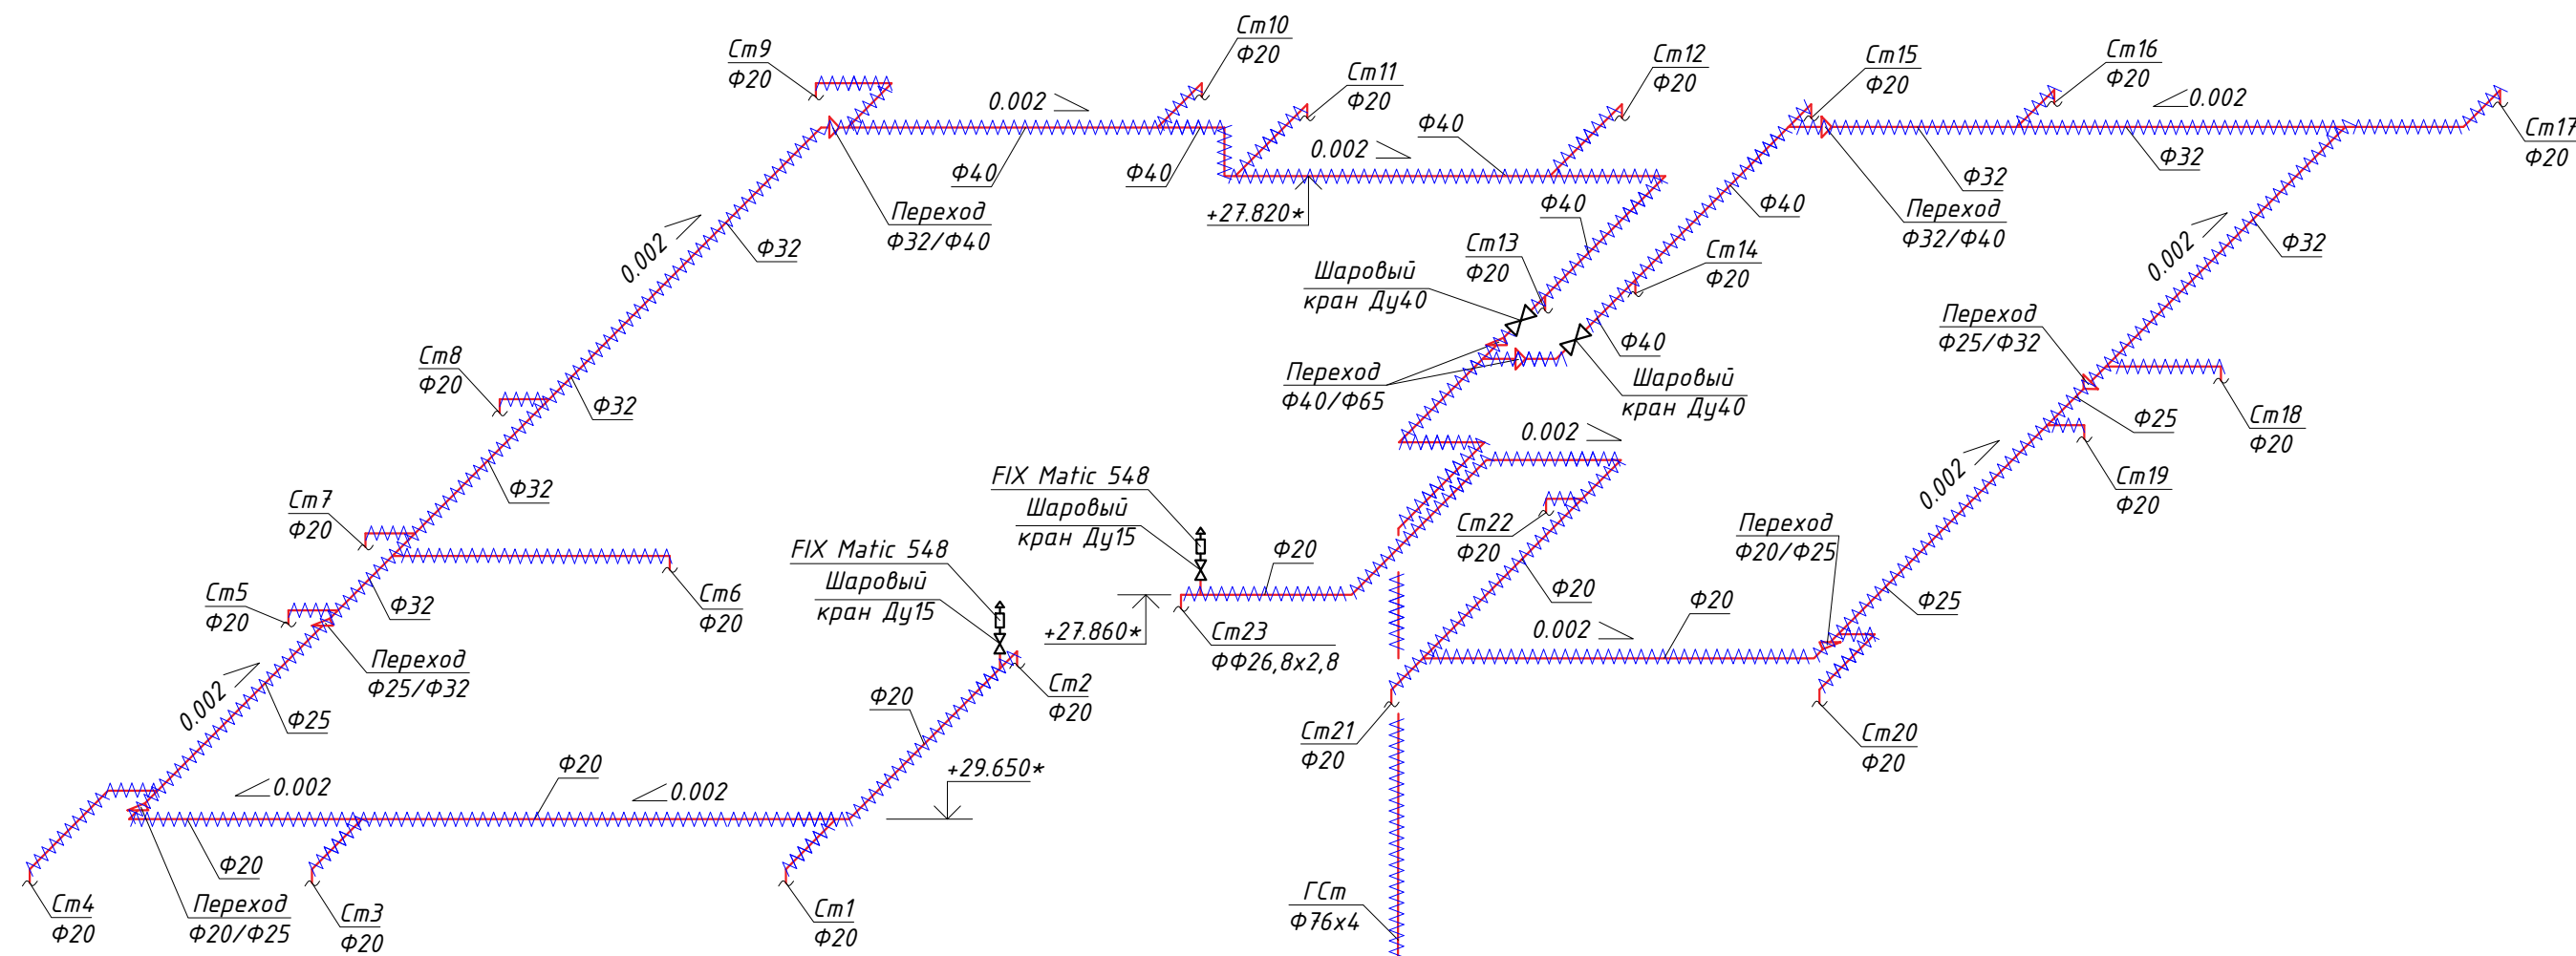 Ст9
Ф20
Ст10
Ф20
Ст11
Ф20
Ст12
Ф20
Ст15
Ф20
Ст16
Ф20
Ст17
Ф20
0.002
0.002
0.002
Ф40
Ф40
Ф40
Ф32
Ф32
Переход
Ф32/Ф40
+27.820*
Ф40
Ф40
Переход
Ф32/Ф40
0.002
Ф32
0.002
Ф32
Ст13
Ф20
Ст14
Ф20
Шаровый
кран Ду40
Ф40
Переход
Ф40/Ф65
Шаровый
кран Ду40
Переход
Ф25/Ф32
Ст8
Ф20
Ф32
Ф25
Ст18
Ф20
0.002
0.002
Ст19
Ф20
FIX Matic 548
Шаровый
кран Ду15
Ст7
Ф20
Ф32
Ст22
Ф20
Переход
Ф20/Ф25
FIX Matic 548
Шаровый
кран Ду15
Ф20
Ф20
Ф20
Ф25
0.002
Ст5
Ф20
Ф32
Ст6
Ф20
+27.860*
Ст23
ФФ26,8х2,8
Переход
Ф25/Ф32
0.002
Ф25
Ф20
Ст2
Ф20
Ст21
Ф20
Ст20
Ф20
0.002
Ф20
0.002
+29.650*
Ф20
Ст4
Ф20
Переход
Ф20/Ф25
Ст3
Ф20
Ст1
Ф20
ГСт
Ф76х4